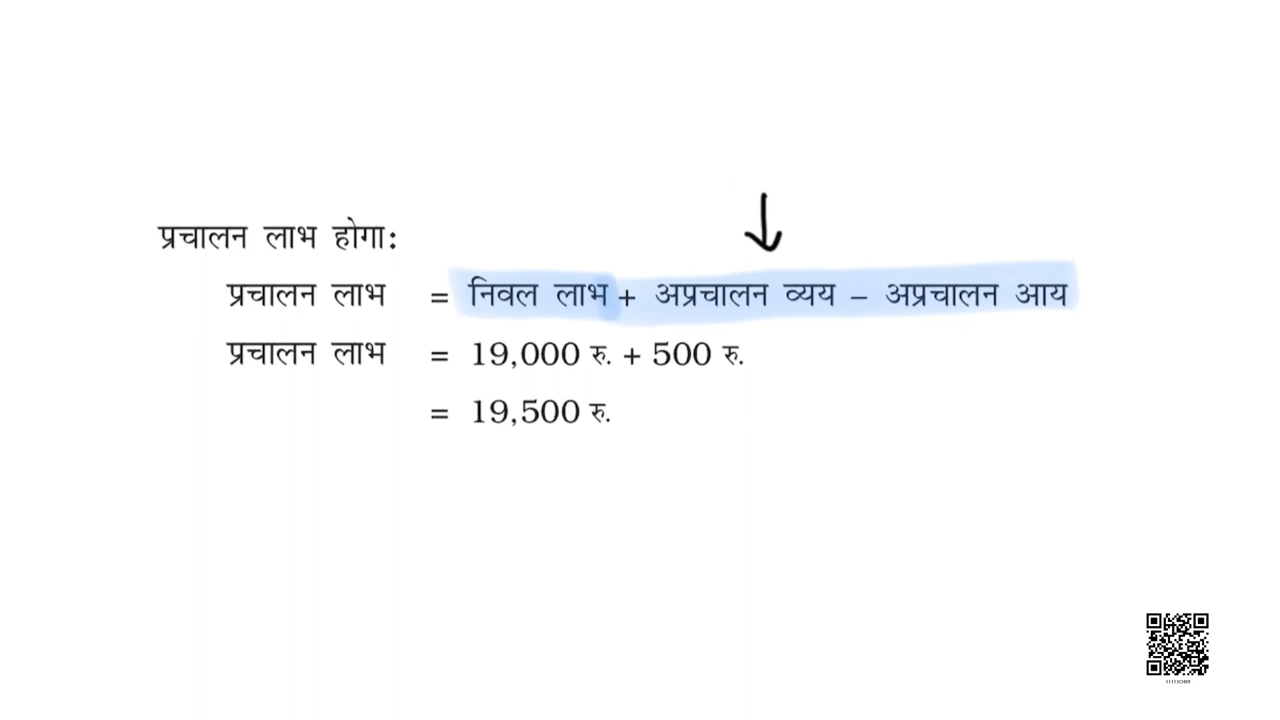 प्रचालन लाभ होगा:
प्रचालन लाभ = निवल लाभ + अप्रचालन व्यय – अप्रचालन आय
प्रचालन लाभ = 19,000 रु. + 500 रु.
= 19,500 रु.